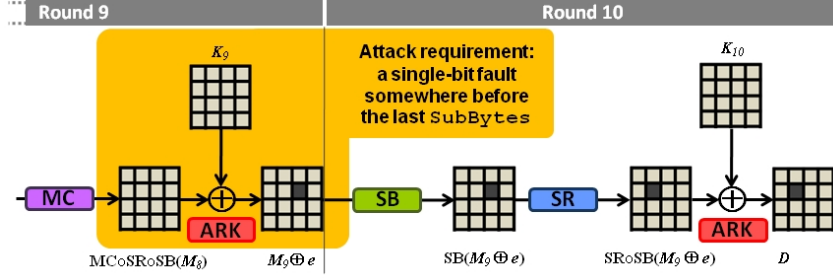 Round 9
Round 10
K9
Attack requirement:
a single-bit fault
somewhere before
the last SubBytes
K10
MC
ARK
SB
SR
ARK
MC○SR○SB(M8)
M9⊕e
SB(M9⊕e)
SR○SB(M9⊕e)
D